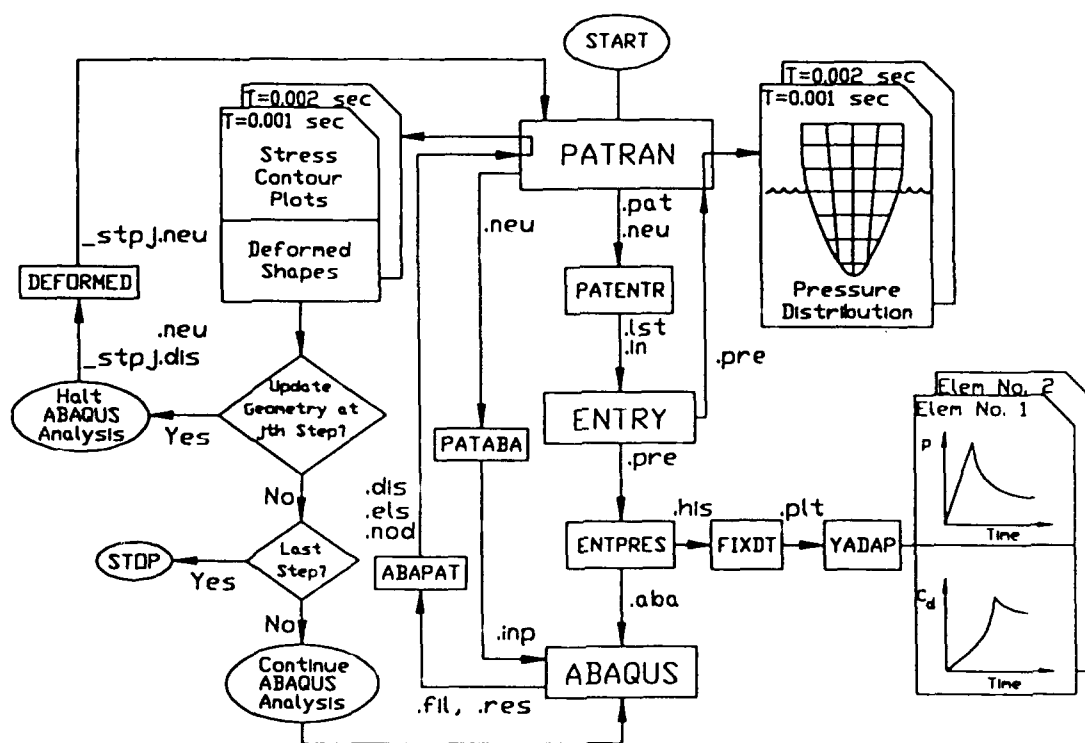 START
T=0.002 sec
T=0.001 sec
Stress
Contour
Plots
Deformed
Shapes
PATRAN
T=0.002 sec
T=0.001 sec
Pressure
Distribution
_stpj.neu
DEFORMED
.neu
_stpj.dis
.neu
.pat
.neu
PATENTR
.lst
.in
.pre
Halt
ABAQUS
Analysis
Yes
Update
Geometry at
jth Step?
No
ENTRY
.pre
PATABA
Elem No. 2
Elem No. 1
P
Time
Cd
Time
.dis
.els
.nod
ABAPAT
ENTPRES
.his
FIXDT
.plt
YADAP
STOP
Yes
Last
Step?
No
.aba
.inp
Continue
ABAQUS
Analysis
.fil, .res
ABAQUS